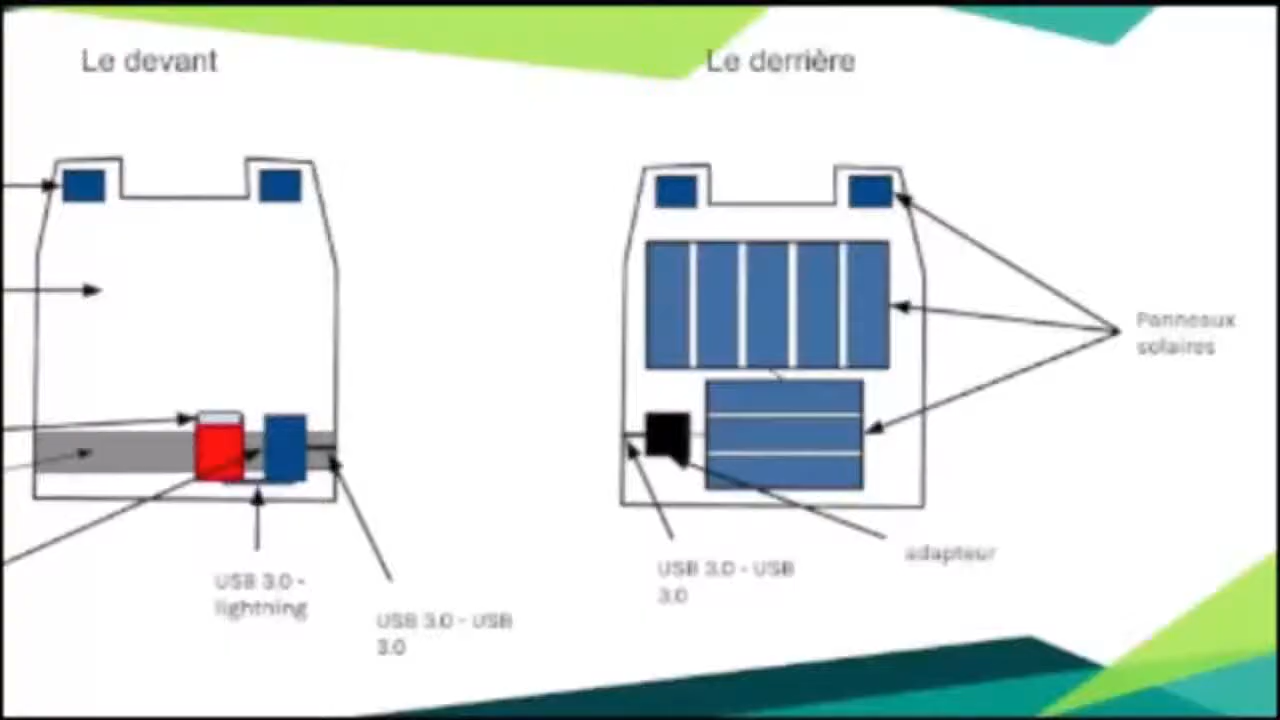 Le devant
Le derrière
Panneaux
solaires
USB 3.0 -
lightning
USB 3.0 - USB
3.0
USB 3.0 - USB
3.0
adapteur